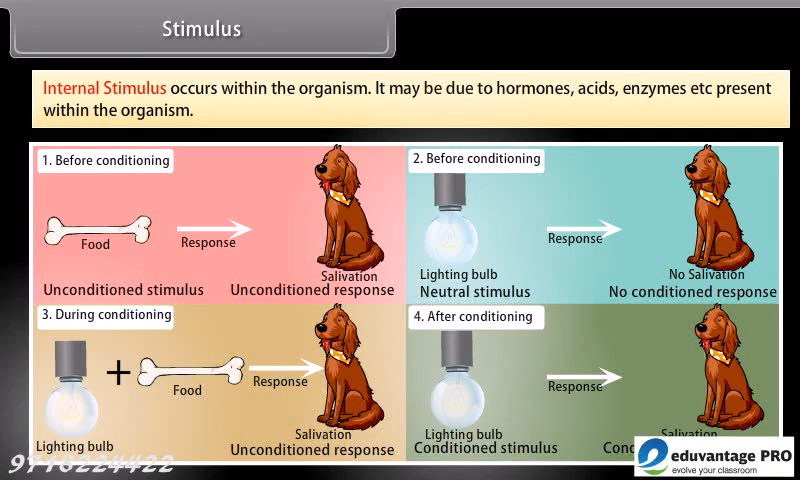 Stimulus
Internal Stimulus occurs within the organism. It may be due to hormones, acids, enzymes etc present
within the organism.
1. Before conditioning
Food
Response
Salivation
Unconditioned stimulus
Unconditioned response
2. Before conditioning
Lighting bulb
Response
No Salivation
Neutral stimulus
No conditioned response
3. During conditioning
+
Food
Response
Lighting bulb
Salivation
Unconditioned response
4. After conditioning
Response
Lighting bulb
Salivation
Conditioned stimulus
9716224422
eduvantage PRO
evolve your classroom